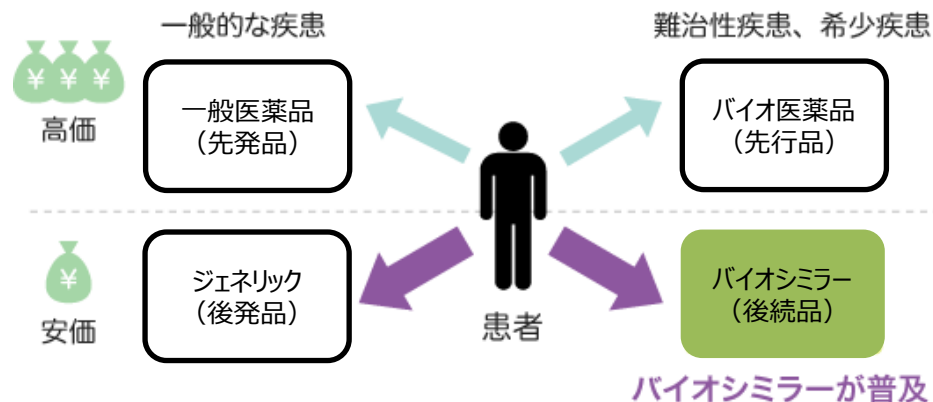 一般的な疾患
難治性疾患、希少疾患
¥ ¥ ¥
高価
一般医薬品
（先発品）
バイオ医薬品
（先行品）
¥
安価
ジェネリック
（後発品）
患者
バイオシミラー
（後続品）
バイオシミラーが普及